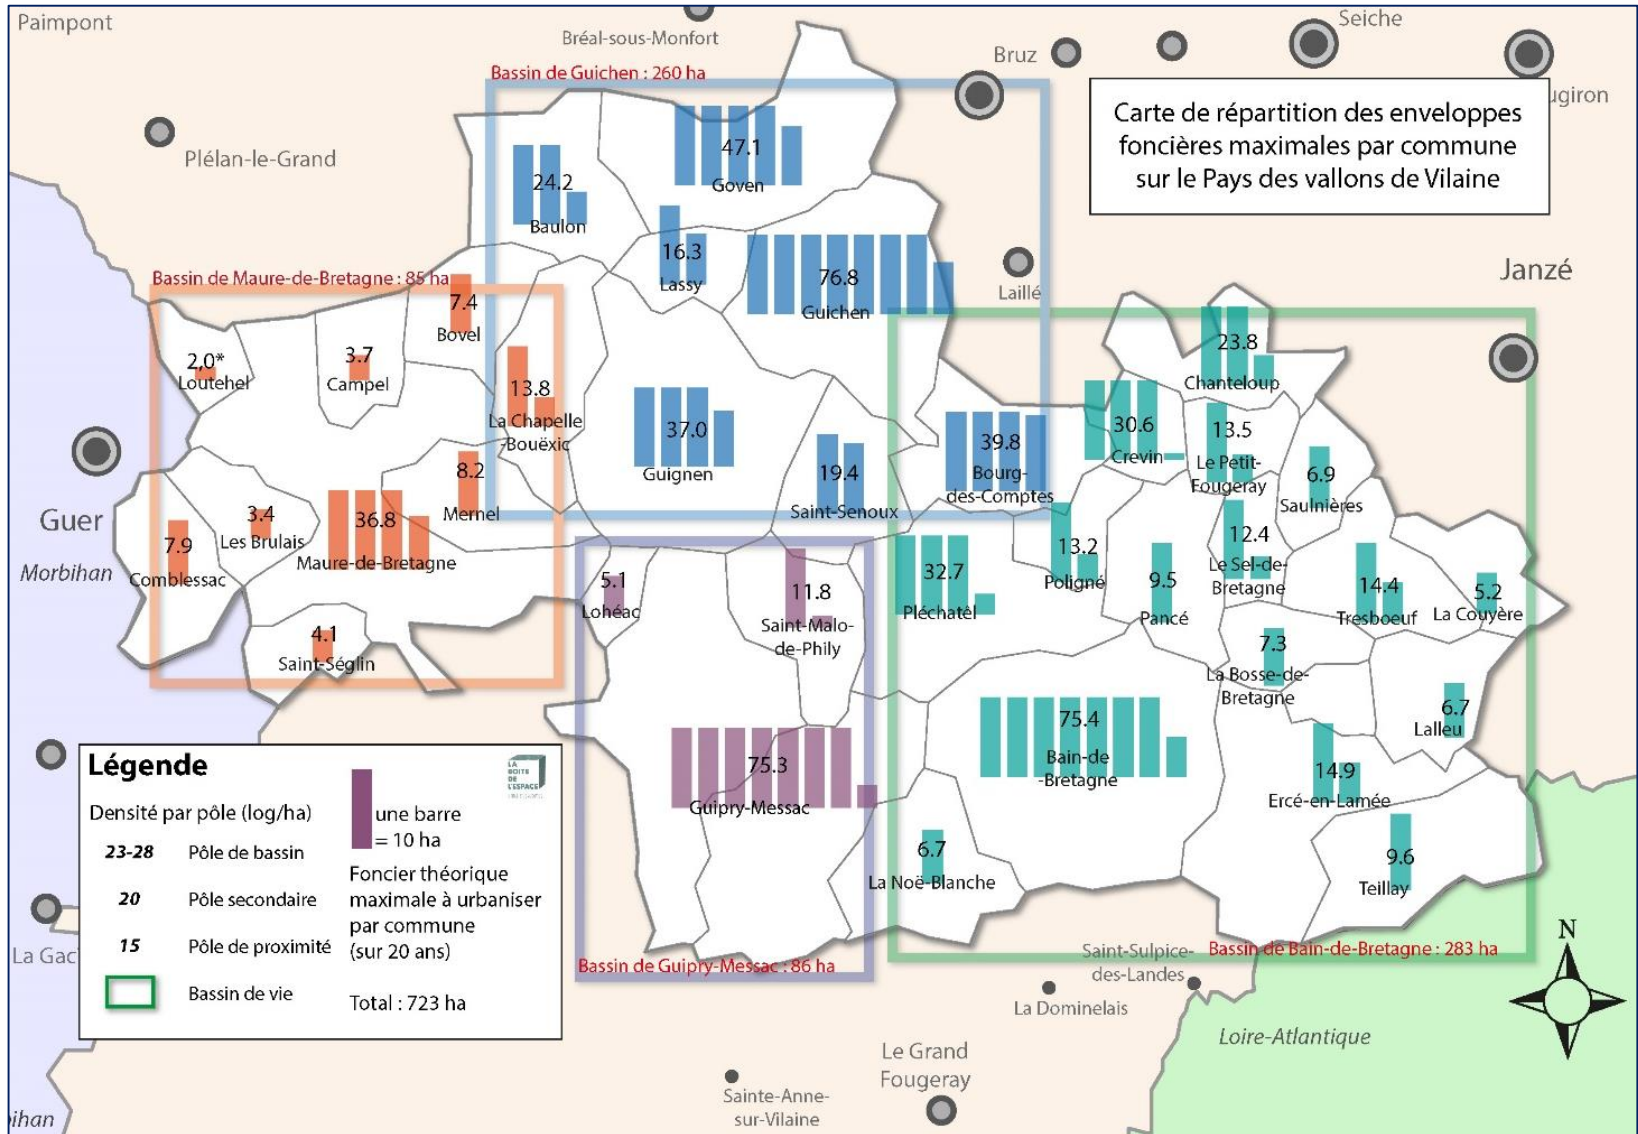 Paimpont
Bréal-sous-Monfort
Bruz
Seiche
ugiron
Plélan-le-Grand
Bassin de Guichen : 260 ha
Carte de répartition des enveloppes
foncières maximales par commune
sur le Pays des vallons de Vilaine
47.1
Goven
24.2
Baulon
16.3
Lassy
76.8
Guichen
Laillé
Janzé
Bassin de Maure-de-Bretagne : 85 ha
7.4
Bovel
2,0*
Loutehel
3.7
Campel
13.8
La Chapelle
-Bouëxic
37.0
Guignen
19.4
Saint-Senoux
39.8
Bourg-
des-Comptes
23.8
Chanteloup
30.6
Crevin
13.5
Le Petit-
Fougeray
6.9
Saulnières
8.2
Mernel
36.8
Maure-de-Bretagne
3.4
Les Brulais
7.9
Comblessac
4.1
Saint-Séglin
Guer
Morbihan
5.1
Lohéac
11.8
Saint-Malo-
de-Phily
32.7
Pléchatel
13.2
Poligné
9.5
Pancé
12.4
Le Sel-de-
Bretagne
14.4
Tresboeuf
5.2
La Couyère
7.3
La Bosse-de-
Bretagne
6.7
Lalleu
75.4
Bain-de
-Bretagne
75.3
Guipry-Messac
14.9
Ercé-en-Lamée
9.6
Teillay
6.7
La Noë-Blanche
Bassin de Guipry-Messac : 86 ha
Bassin de Bain-de-Bretagne : 283 ha
Légende
LA
BOITE
DE
L'ESPACE
Densité par pôle (log/ha)
23-28 Pôle de bassin
20 Pôle secondaire
15 Pôle de proximité
Bassin de vie
une barre
= 10 ha
Foncier théorique
maximale à urbaniser
par commune
(sur 20 ans)
Total : 723 ha
La Gac
Saint-Sulpice-
des-Landes
La Dominelais
Loire-Atlantique
Le Grand
Fougeray
Sainte-Anne-
sur-Vilaine
ihan
N